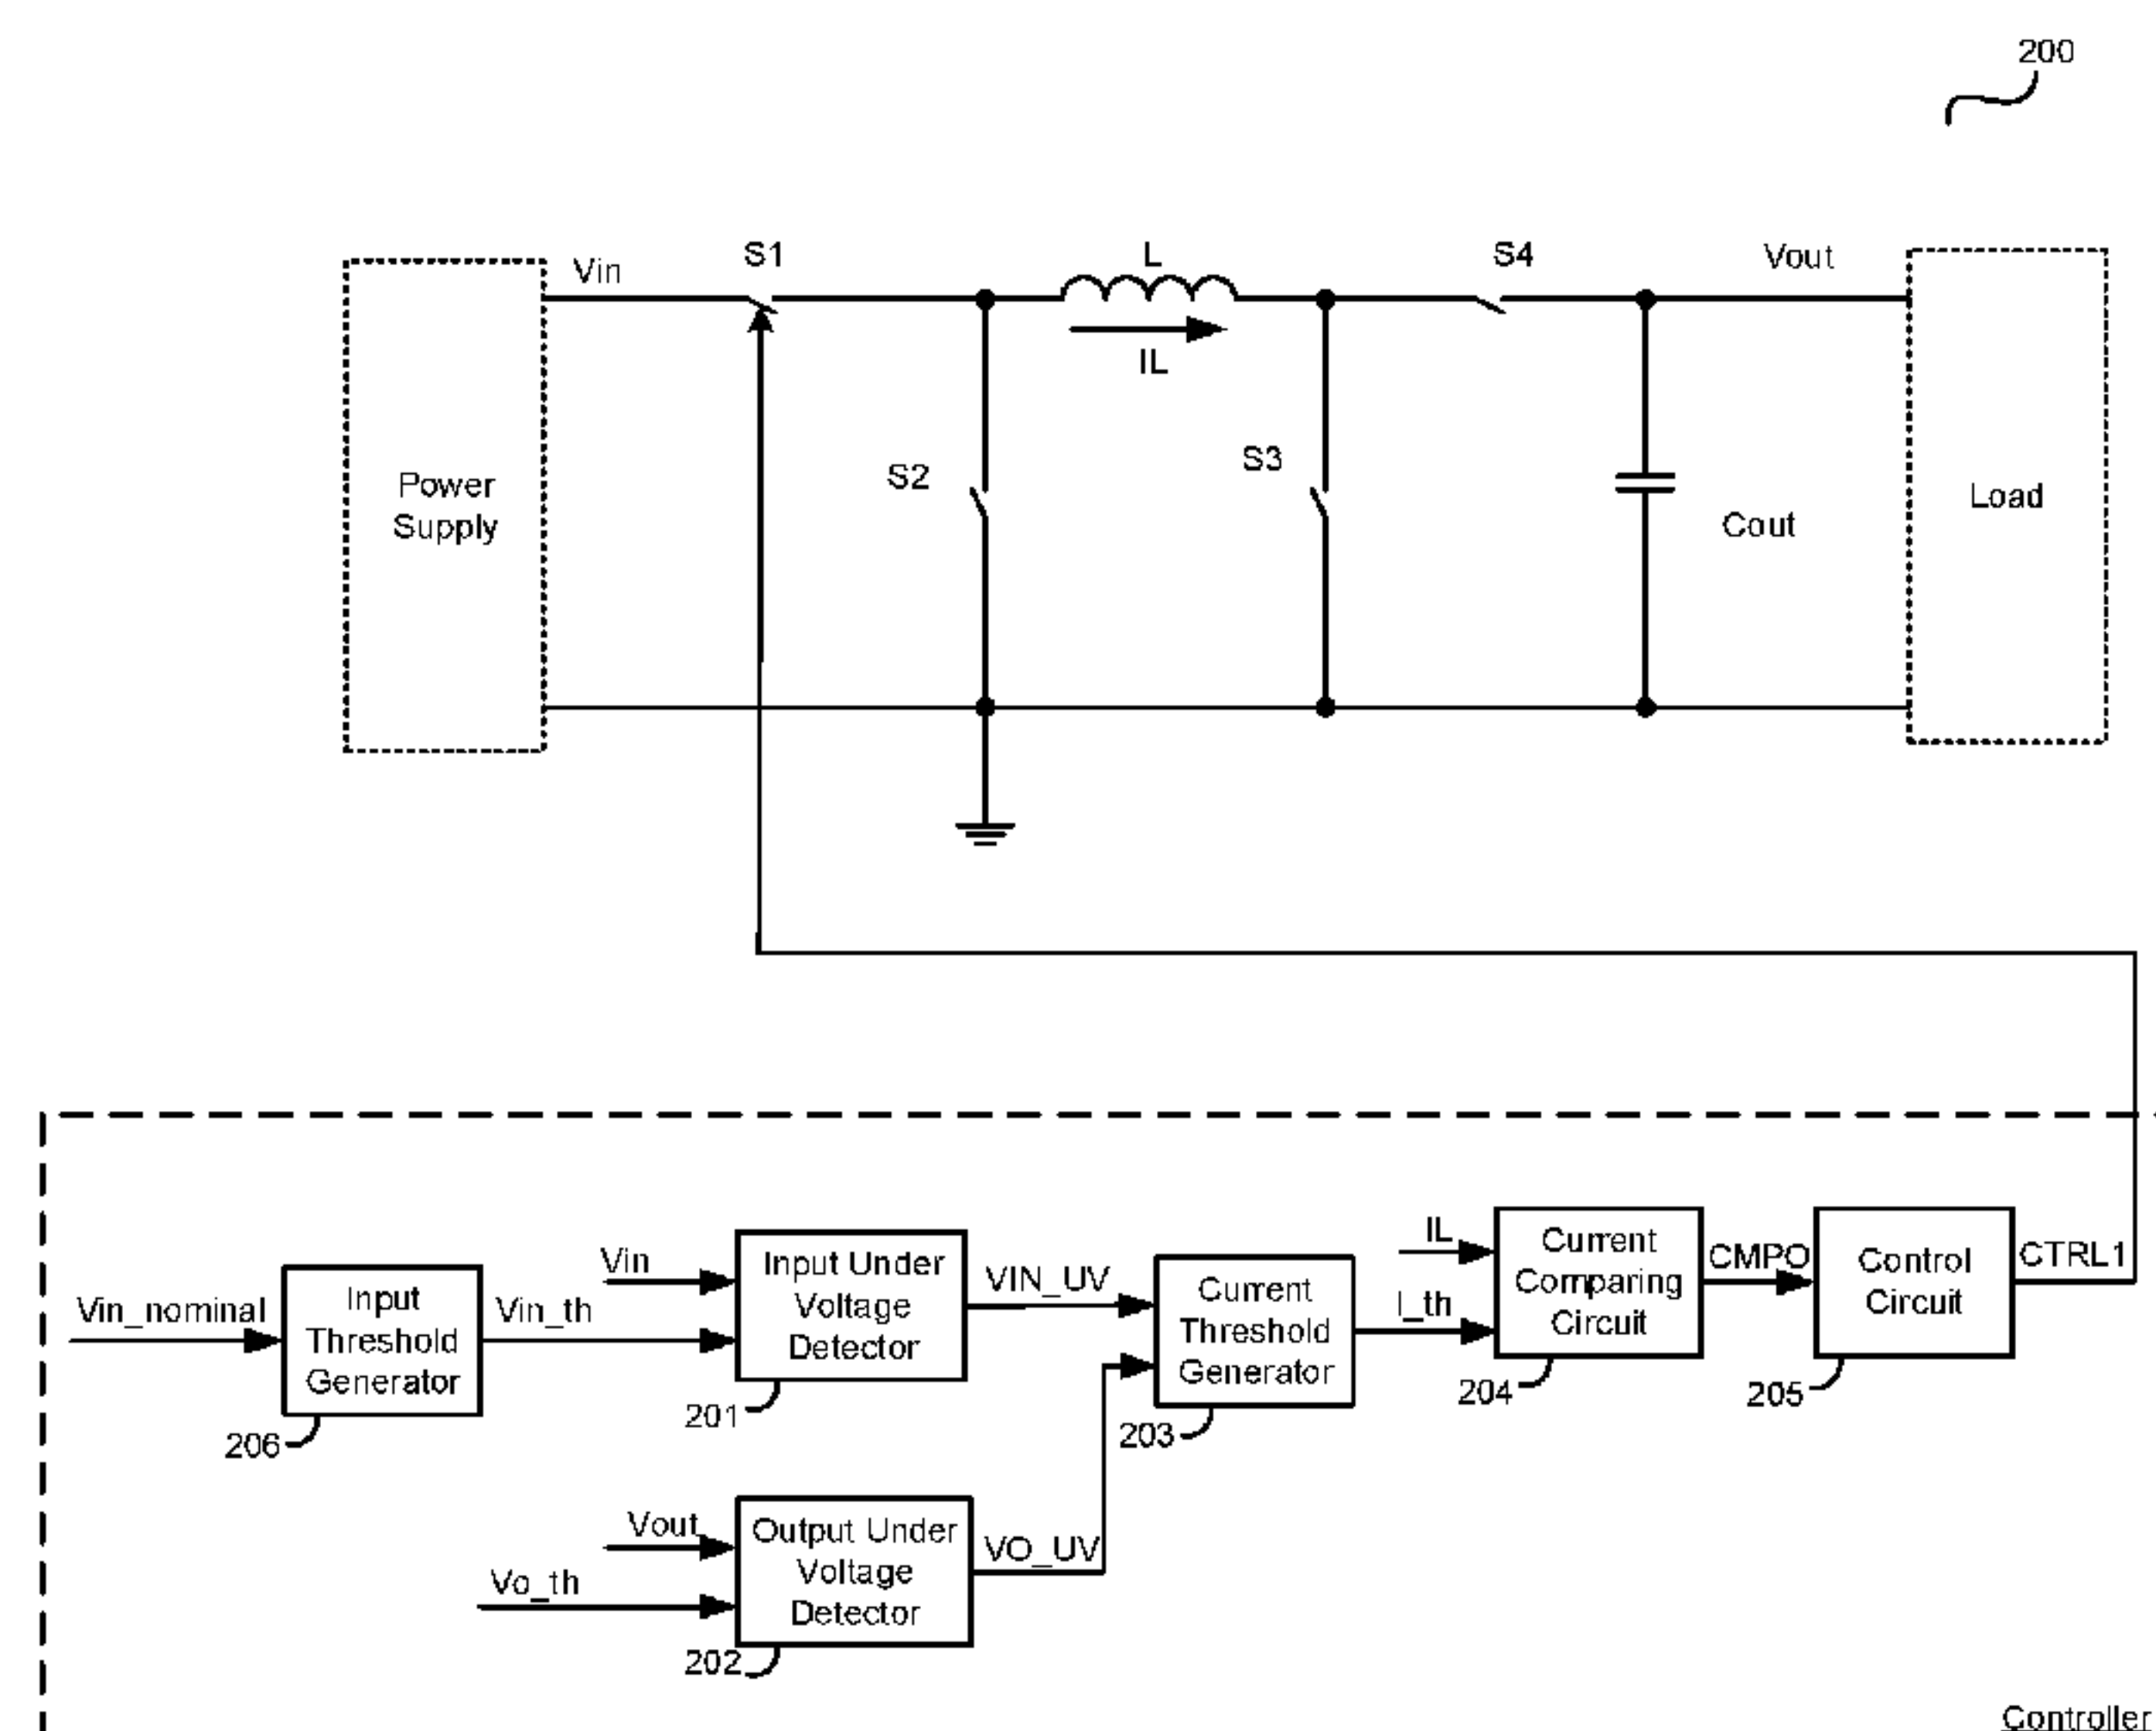 200
Vin
S1
L
S4
Vout
IL
Power
Supply
S2
S3
Cout
Load
Vin_nominal
Input
Threshold
Generator
206
Vin_th
Vin
Input Under
Voltage
Detector
201
VIN_UV
Current
Threshold
Generator
203
IL
I_th
Current
Comparing
Circuit
204
CMPO
Control
Circuit
205
CTRL1
Vout
Vo_th
Output Under
Voltage
Detector
202
VO_UV
Controller